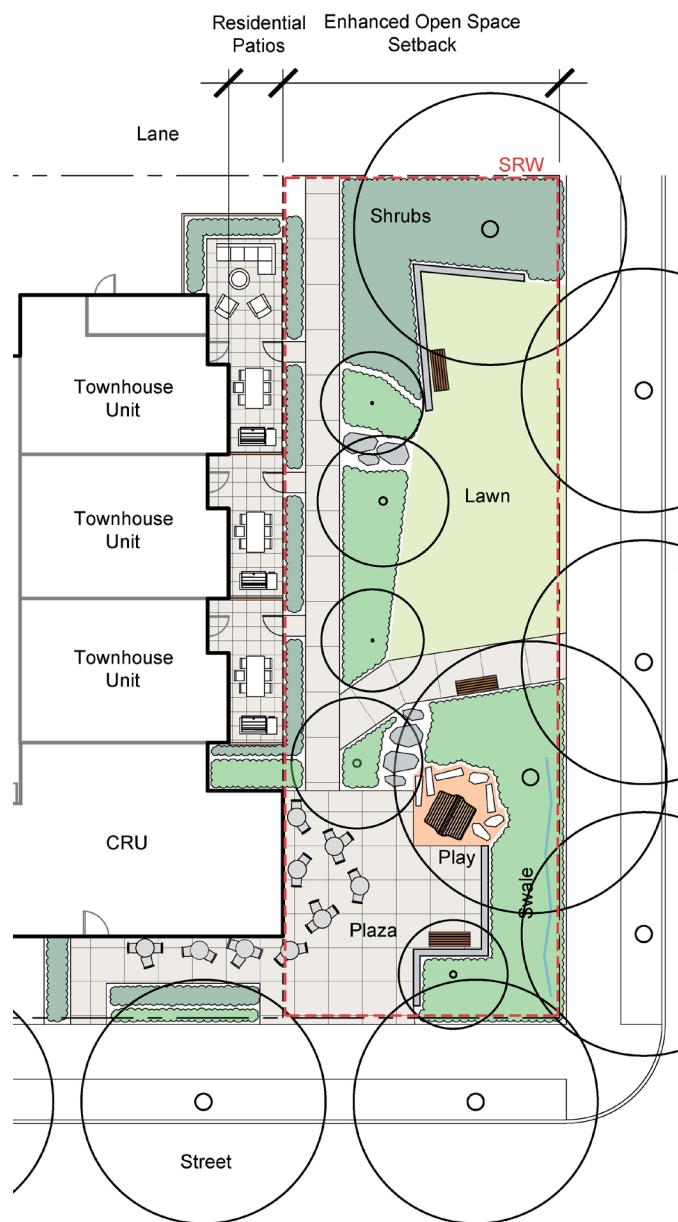 Residential
Patios
Enhanced Open Space
Setback
Lane
SRW
Shrubs
Townhouse
Unit
Townhouse
Unit
Lawn
Townhouse
Unit
CRU
Play
Swale
Plaza
Street